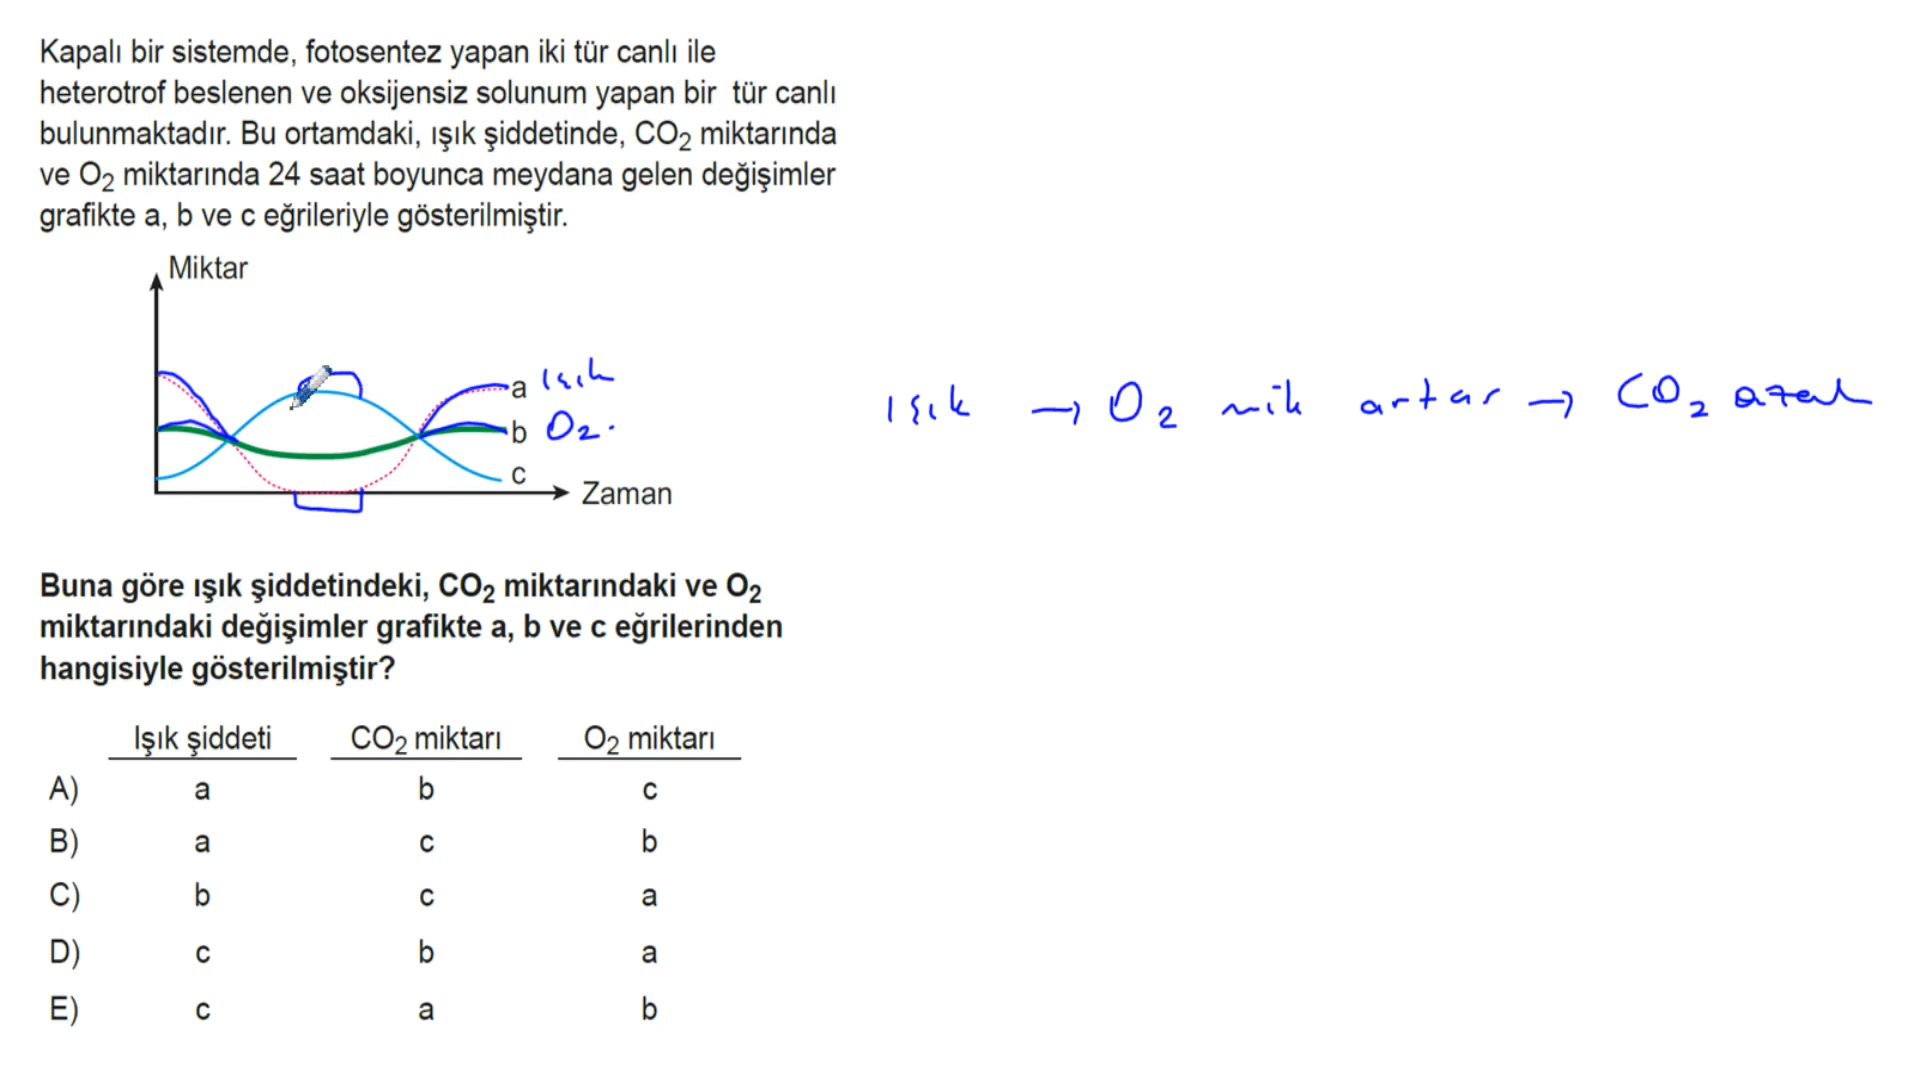 Kapalı bir sistemde, fotosentez yapan iki tür canlı ile
heterotrof beslenen ve oksijensiz solunum yapan bir tür canlı
bulunmaktadır. Bu ortamdaki, ışık şiddetinde, CO₂ miktarında
ve O₂ miktarında 24 saat boyunca meydana gelen değişimler
grafikte a, b ve c eğrileriyle gösterilmiştir.
Miktar
a Işık
b O₂.
c
Zaman
Işık → O₂ mik artar → CO₂ azalı
Buna göre ışık şiddetindeki, CO₂ miktarındaki ve O₂
miktarındaki değişimler grafikte a, b ve c eğrilerinden
hangisiyle gösterilmiştir?
Işık şiddeti CO₂ miktarı O₂ miktarı
A) a b c
B) a c b
C) b c a
D) c b a
E) c a b